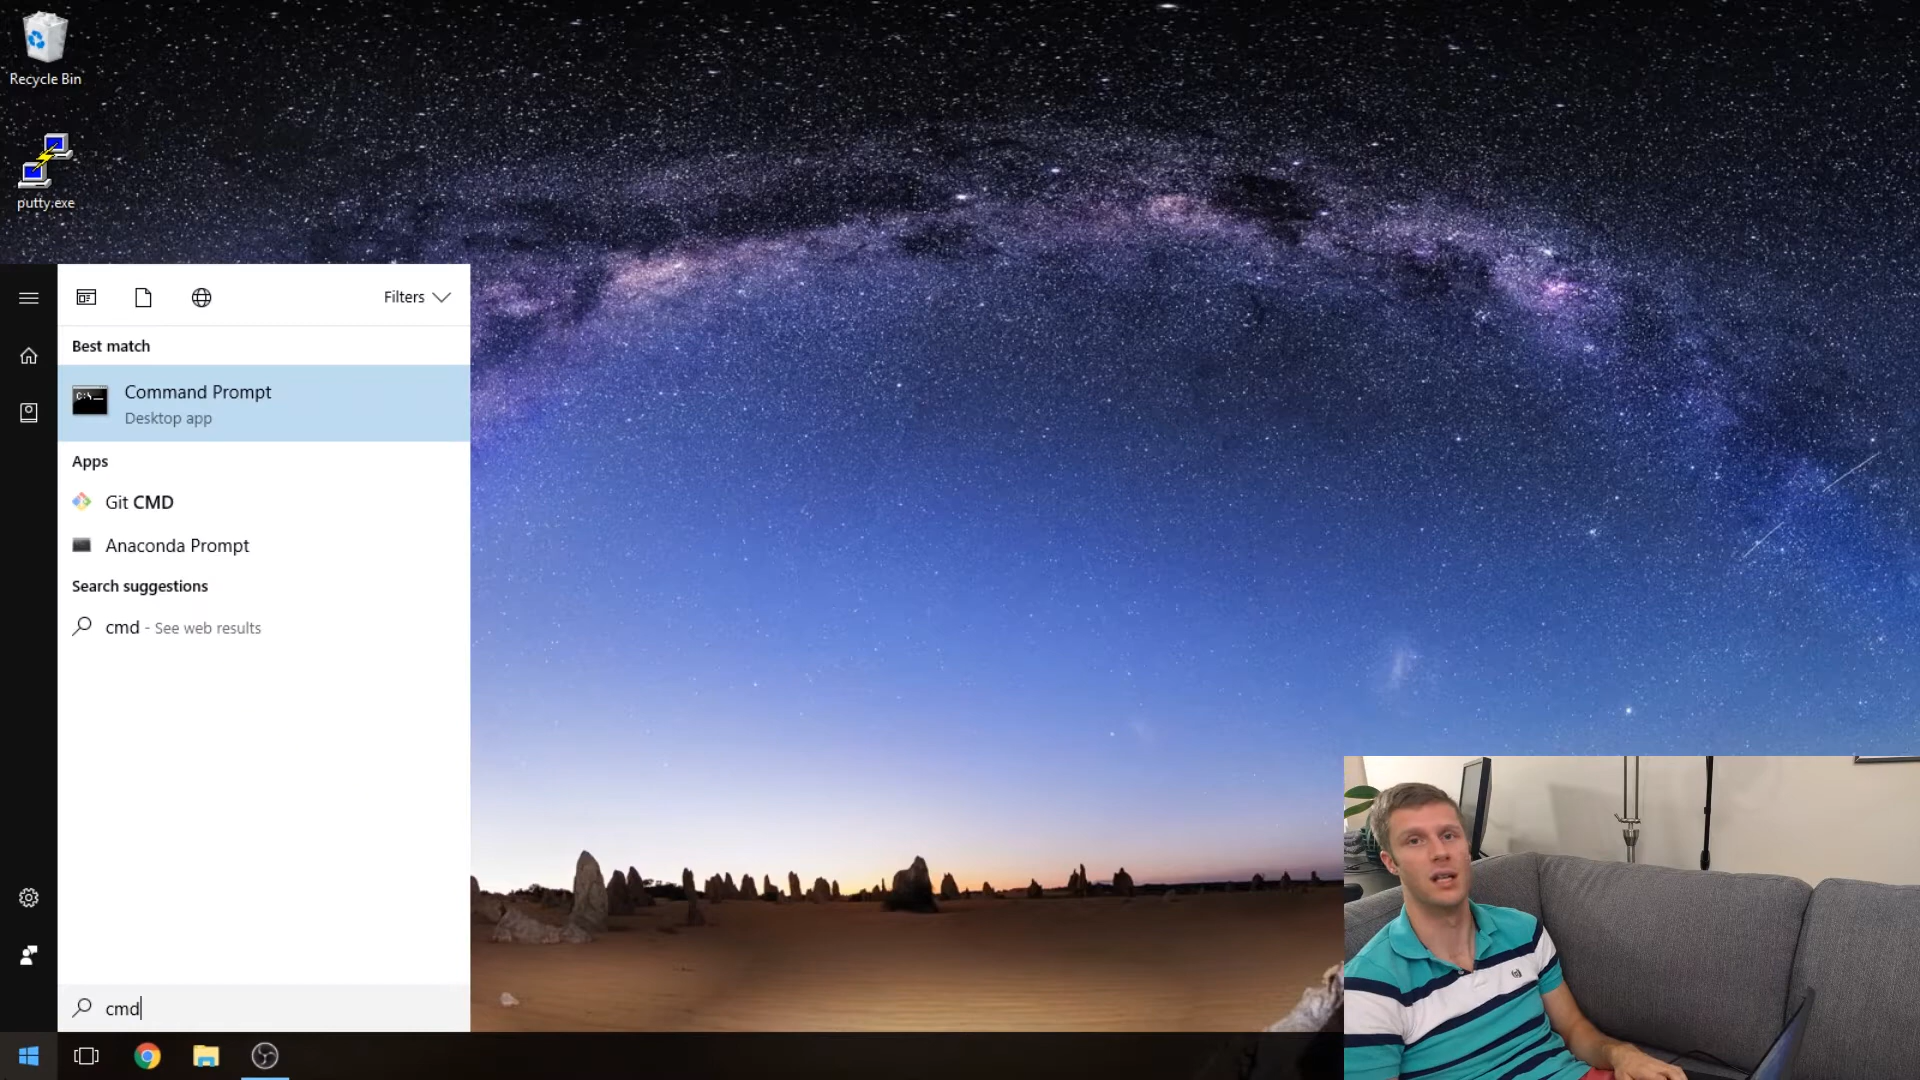 Recycle Bin
putty.exe
Filters
Best match
C:\_
Command Prompt
Desktop app
Apps
Git CMD
Anaconda Prompt
Search suggestions
cmd - See web results
cmd